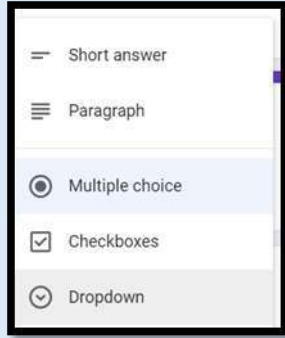 Short answer
Paragraph
Multiple choice
Checkboxes
Dropdown